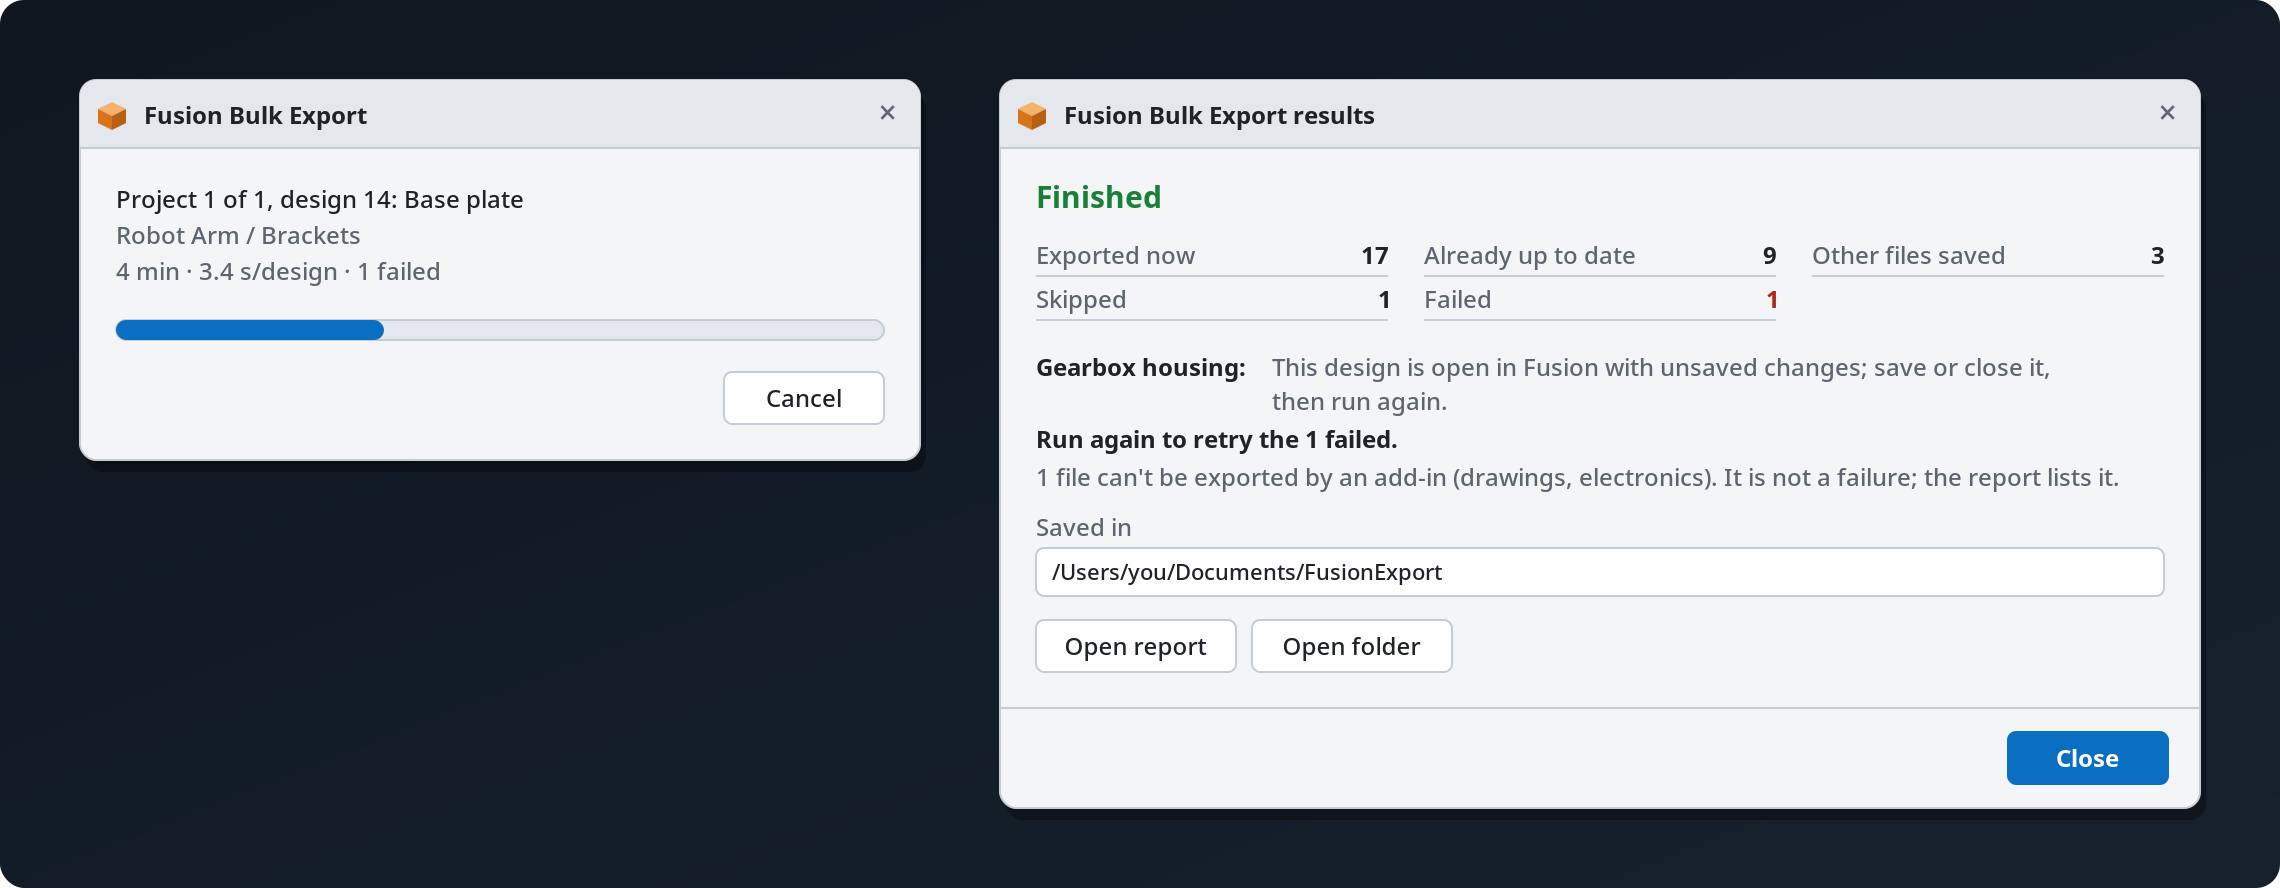 Fusion Bulk Export
×
Project 1 of 1, design 14: Base plate
Robot Arm / Brackets
4 min · 3.4 s/design · 1 failed
Cancel
Fusion Bulk Export results
×
Finished
Exported now 17 Already up to date 9 Other files saved 3
Skipped 1 Failed 1
Gearbox housing: This design is open in Fusion with unsaved changes; save or close it,
then run again.
Run again to retry the 1 failed.
1 file can't be exported by an add-in (drawings, electronics). It is not a failure; the report lists it.
Saved in
/Users/you/Documents/FusionExport
Open report Open folder
Close